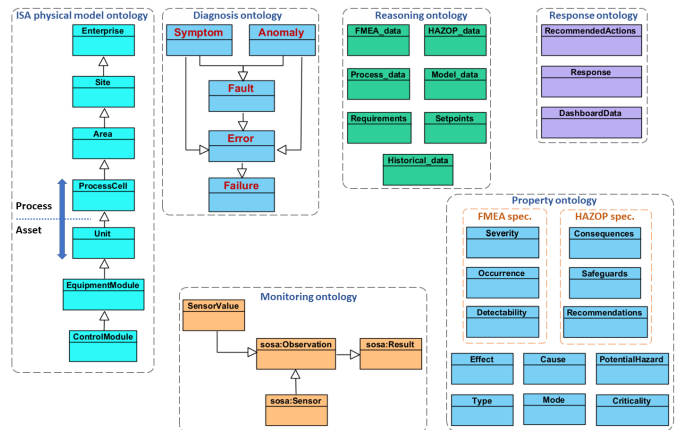 ISA physical model ontology
Enterprise
Site
Area
ProcessCell
Process
Asset
Unit
EquipmentModule
ControlModule
Diagnosis ontology
Symptom
Anomaly
Fault
Error
Failure
Reasoning ontology
FMEA_data
HAZOP_data
Process_data
Model_data
Requirements
Setpoints
Historical_data
Response ontology
RecommendedActions
Response
DashboardData
Monitoring ontology
SensorValue
sosa:Observation
sosa:Result
sosa:Sensor
Property ontology
FMEA spec.
HAZOP spec.
Severity
Consequences
Occurrence
Safeguards
Detectability
Recommendations
Effect
Cause
PotentialHazard
Type
Mode
Criticality